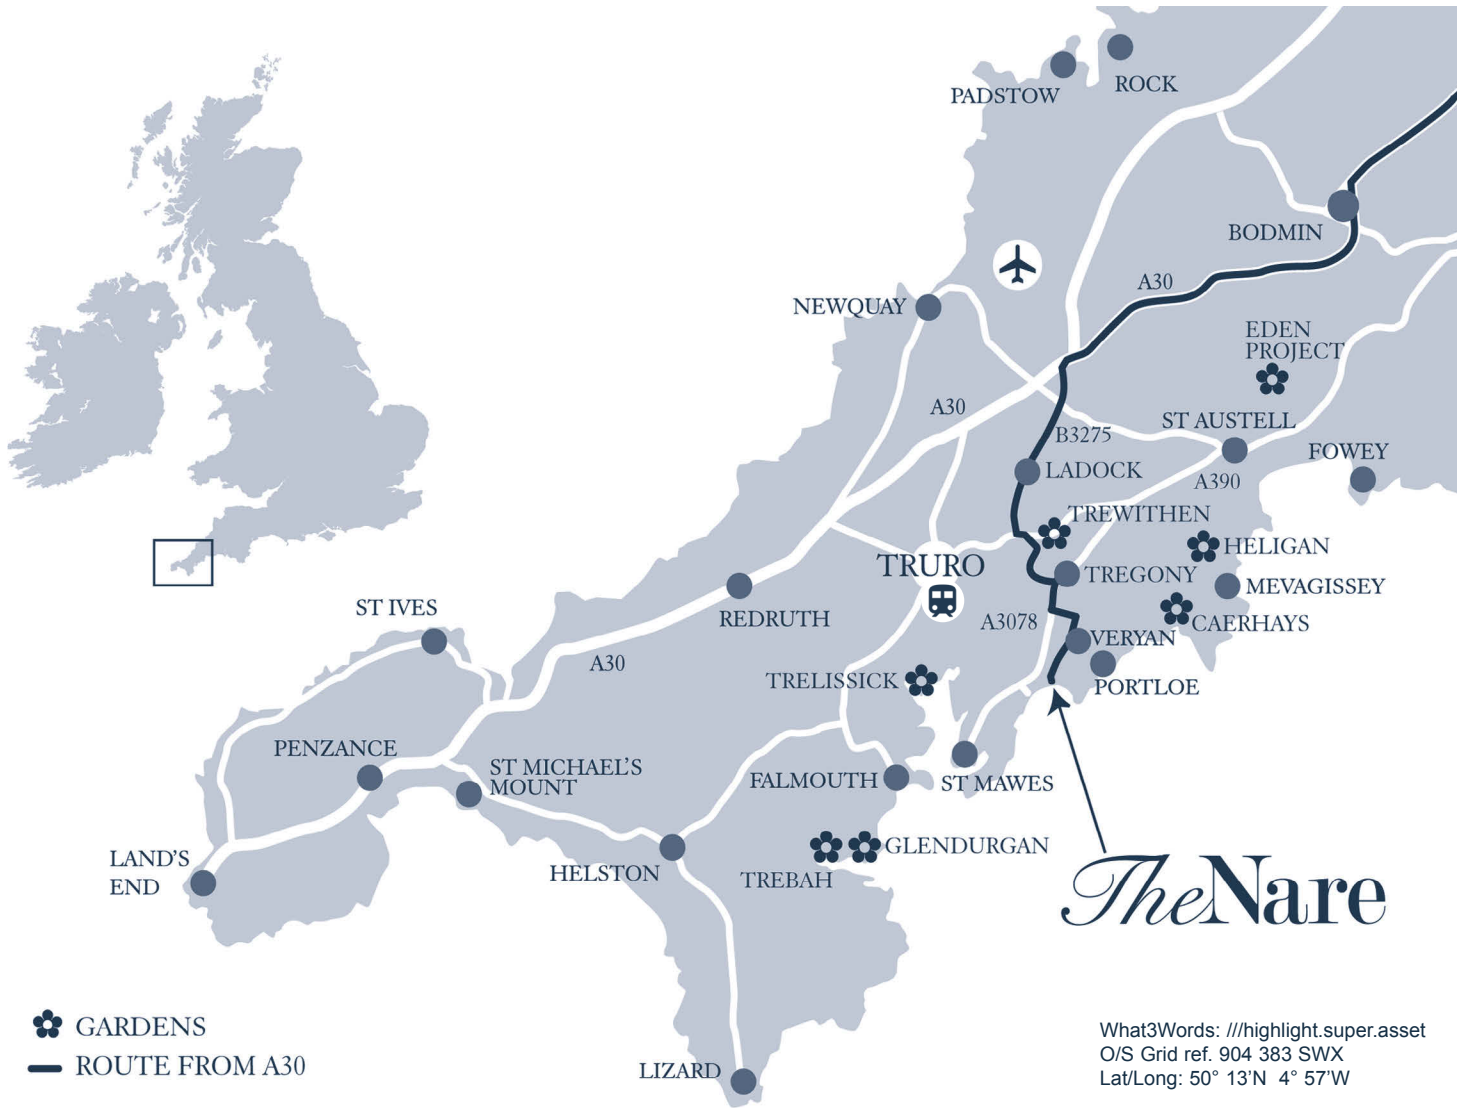 PADSTOW
ROCK
BODMIN
A30
NEWQUAY
EDEN
PROJECT
A30
ST AUSTELL
B3275
FOWEY
LADOCK
A390
TREWITHEN
HELIGAN
TRURO
TREGONY
MEVAGISSEY
ST IVES
REDRUTH
A3078
CAERHAYS
VERYAN
A30
TRELISSICK
PORTLOE
PENZANCE
ST MICHAEL'S
MOUNT
FALMOUTH
ST MAWES
LAND'S
END
HELSTON
GLENDURGAN
TREBAH
TheNare
GARDENS
ROUTE FROM A30
LIZARD
What3Words: ///highlight.super.asset
O/S Grid ref. 904 383 SWX
Lat/Long: 50° 13'N  4° 57'W